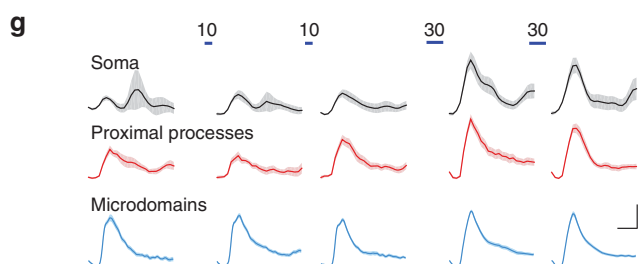 g
10 10 30 30
Soma
Proximal processes
Microdomains